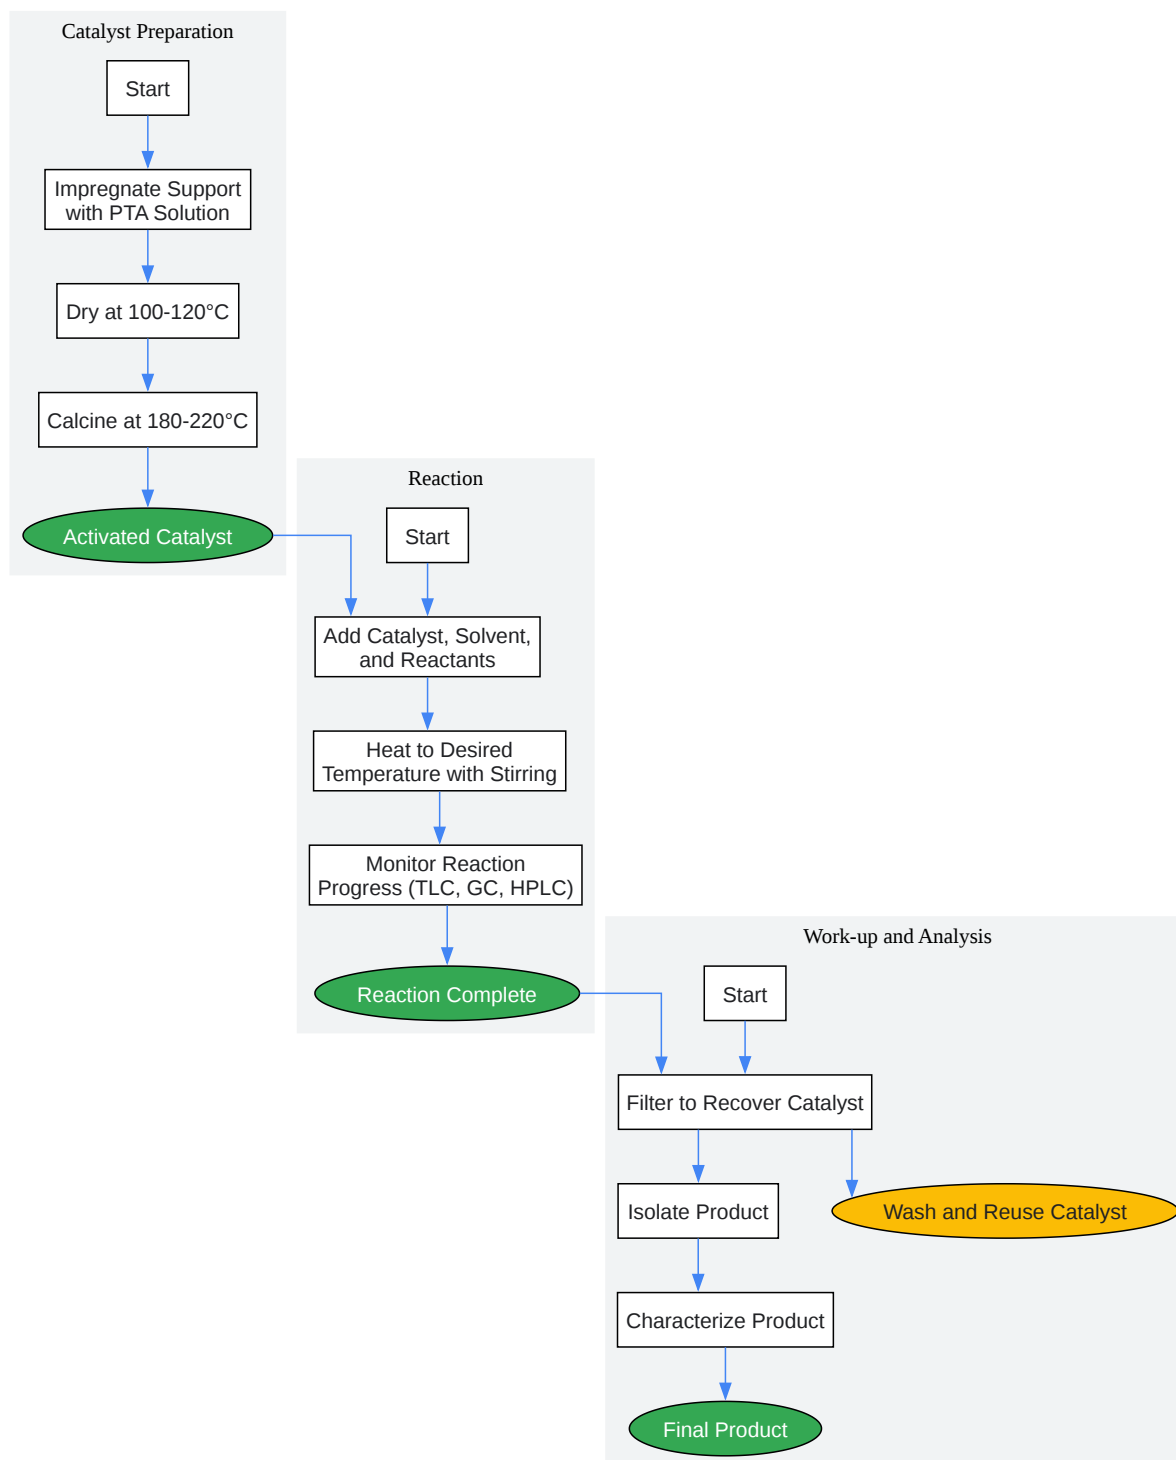 Catalyst Preparation
Start
Impregnate Support
with PTA Solution
Dry at 100-120°C
Calcine at 180-220°C
Activated Catalyst
Reaction
Start
Add Catalyst, Solvent,
and Reactants
Heat to Desired
Temperature with Stirring
Monitor Reaction
Progress (TLC, GC, HPLC)
Reaction Complete
Work-up and Analysis
Start
Filter to Recover Catalyst
Isolate Product
Wash and Reuse Catalyst
Characterize Product
Final Product